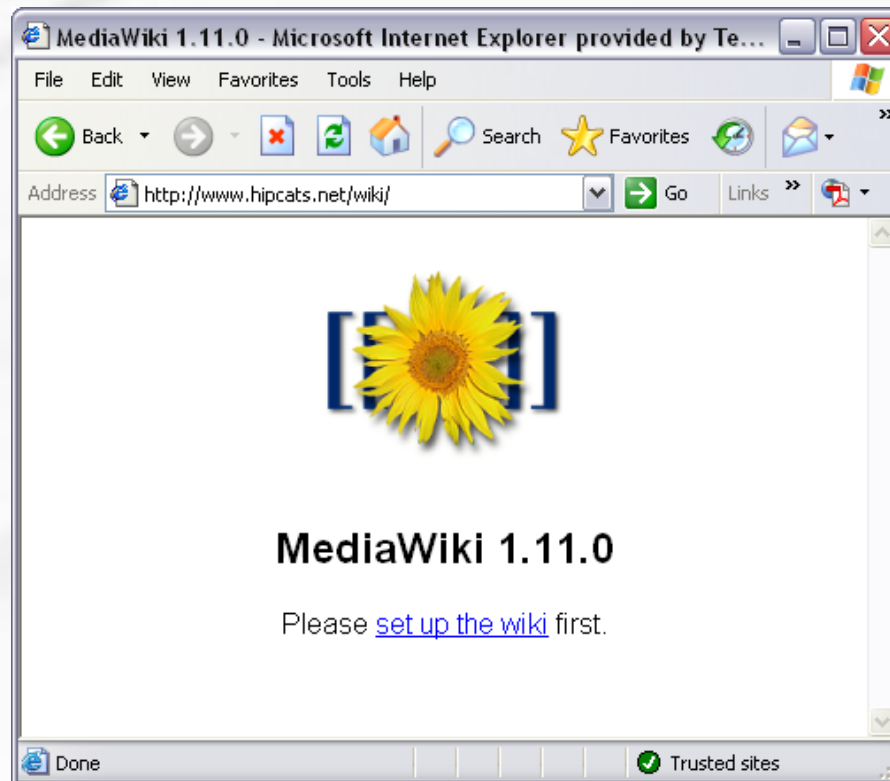 MediaWiki 1.11.0 - Microsoft Internet Explorer provided by Te...
File Edit View Favorites Tools Help
Back Search Favorites »
Address http://www.hipcats.net/wiki/ Go Links »
[[ ]]
MediaWiki 1.11.0
Please set up the wiki first.
Done Trusted sites